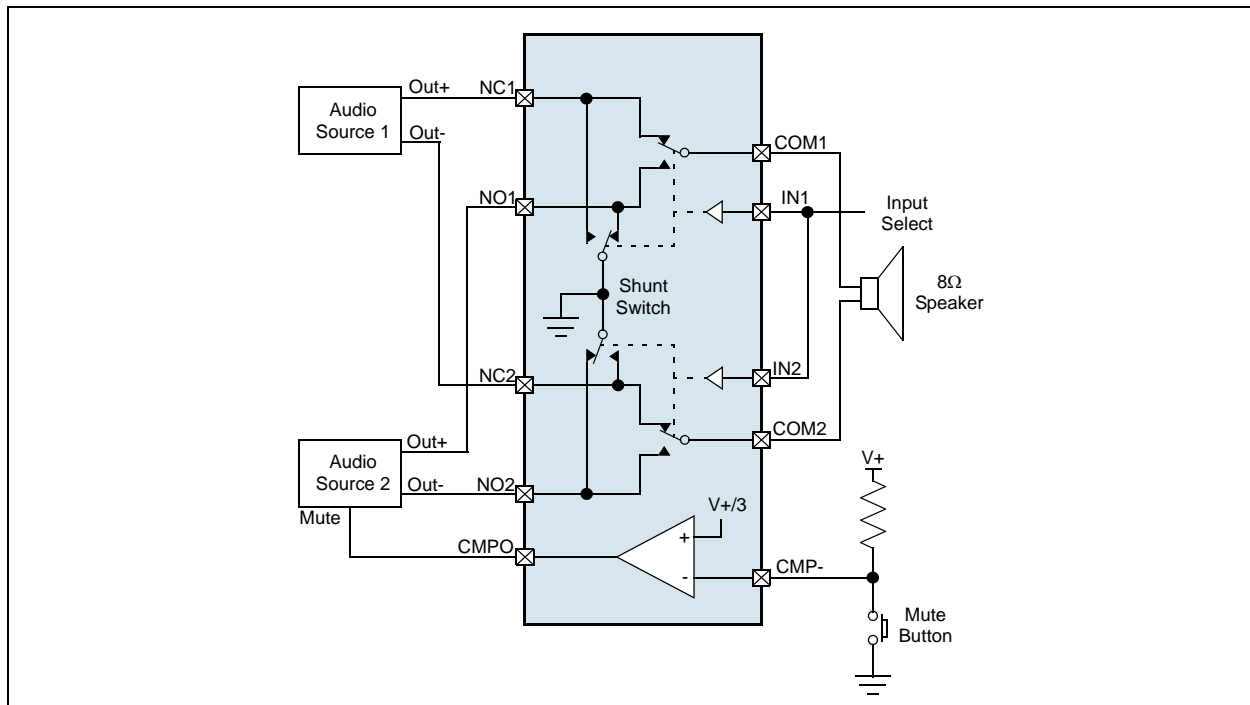 Audio
Source 1
Out+
Out-
NC1
NO1
NC2
Audio
Source 2
Mute
Out+
Out-
NO2
CMPO
Shunt
Switch
V+/3
+
-
COM1
IN1
Input
Select
8Ω
Speaker
IN2
COM2
V+
CMP-
Mute
Button